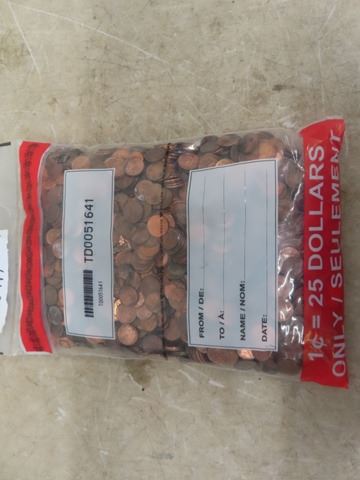 TD0051641
TD0051641
FROM / DE:
TO / À:
NAME / NOM:
DATE:
1¢ = 25 DOLLARS
ONLY / SEULEMENT